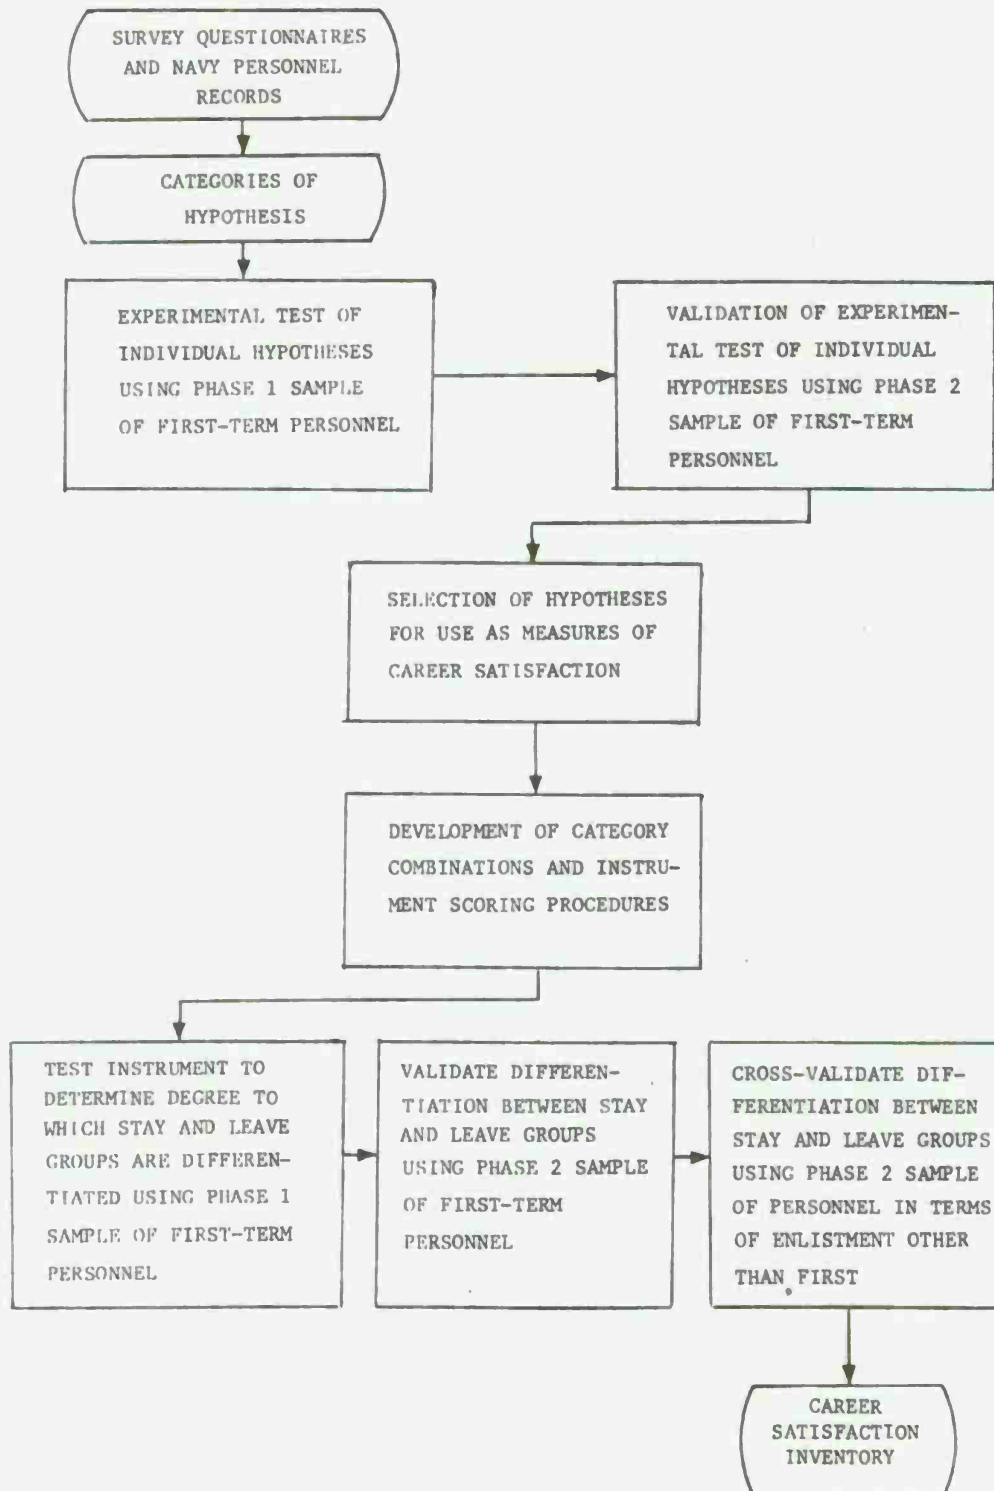 SURVEY QUESTIONNAIRES
AND NAVY PERSONNEL
RECORDS
CATEGORIES OF
HYPOTHESIS
EXPERIMENTAL TEST OF
INDIVIDUAL HYPOTHESES
USING PHASE 1 SAMPLE
OF FIRST-TERM PERSONNEL
VALIDATION OF EXPERIMEN-
TAL TEST OF INDIVIDUAL
HYPOTHESES USING PHASE 2
SAMPLE OF FIRST-TERM
PERSONNEL
SELECTION OF HYPOTHESES
FOR USE AS MEASURES OF
CAREER SATISFACTION
DEVELOPMENT OF CATEGORY
COMBINATIONS AND INSTRU-
MENT SCORING PROCEDURES
TEST INSTRUMENT TO
DETERMINE DEGREE TO
WHICH STAY AND LEAVE
GROUPS ARE DIFFEREN-
TIATED USING PHASE 1
SAMPLE OF FIRST-TERM
PERSONNEL
VALIDATE DIFFEREN-
TIATION BETWEEN STAY
AND LEAVE GROUPS
USING PHASE 2 SAMPLE
OF FIRST-TERM
PERSONNEL
CROSS-VALIDATE DIF-
FERENTIATION BETWEEN
STAY AND LEAVE GROUPS
USING PHASE 2 SAMPLE
OF PERSONNEL IN TERMS
OF ENLISTMENT OTHER
THAN FIRST
CAREER
SATISFACTION
INVENTORY